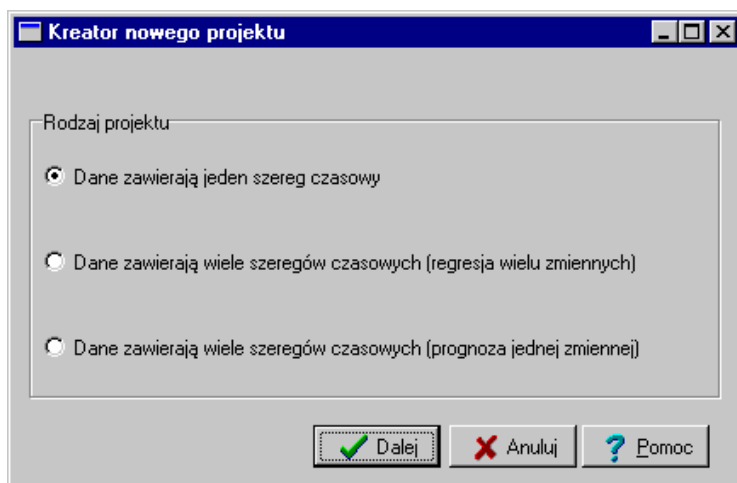 Kreator nowego projektu
Rodzaj projektu
Dane zawierają jeden szereg czasowy
Dane zawierają wiele szeregów czasowych (regresja wielu zmiennych)
Dane zawierają wiele szeregów czasowych (prognoza jednej zmiennej)
Dalej Anuluj Pomoc